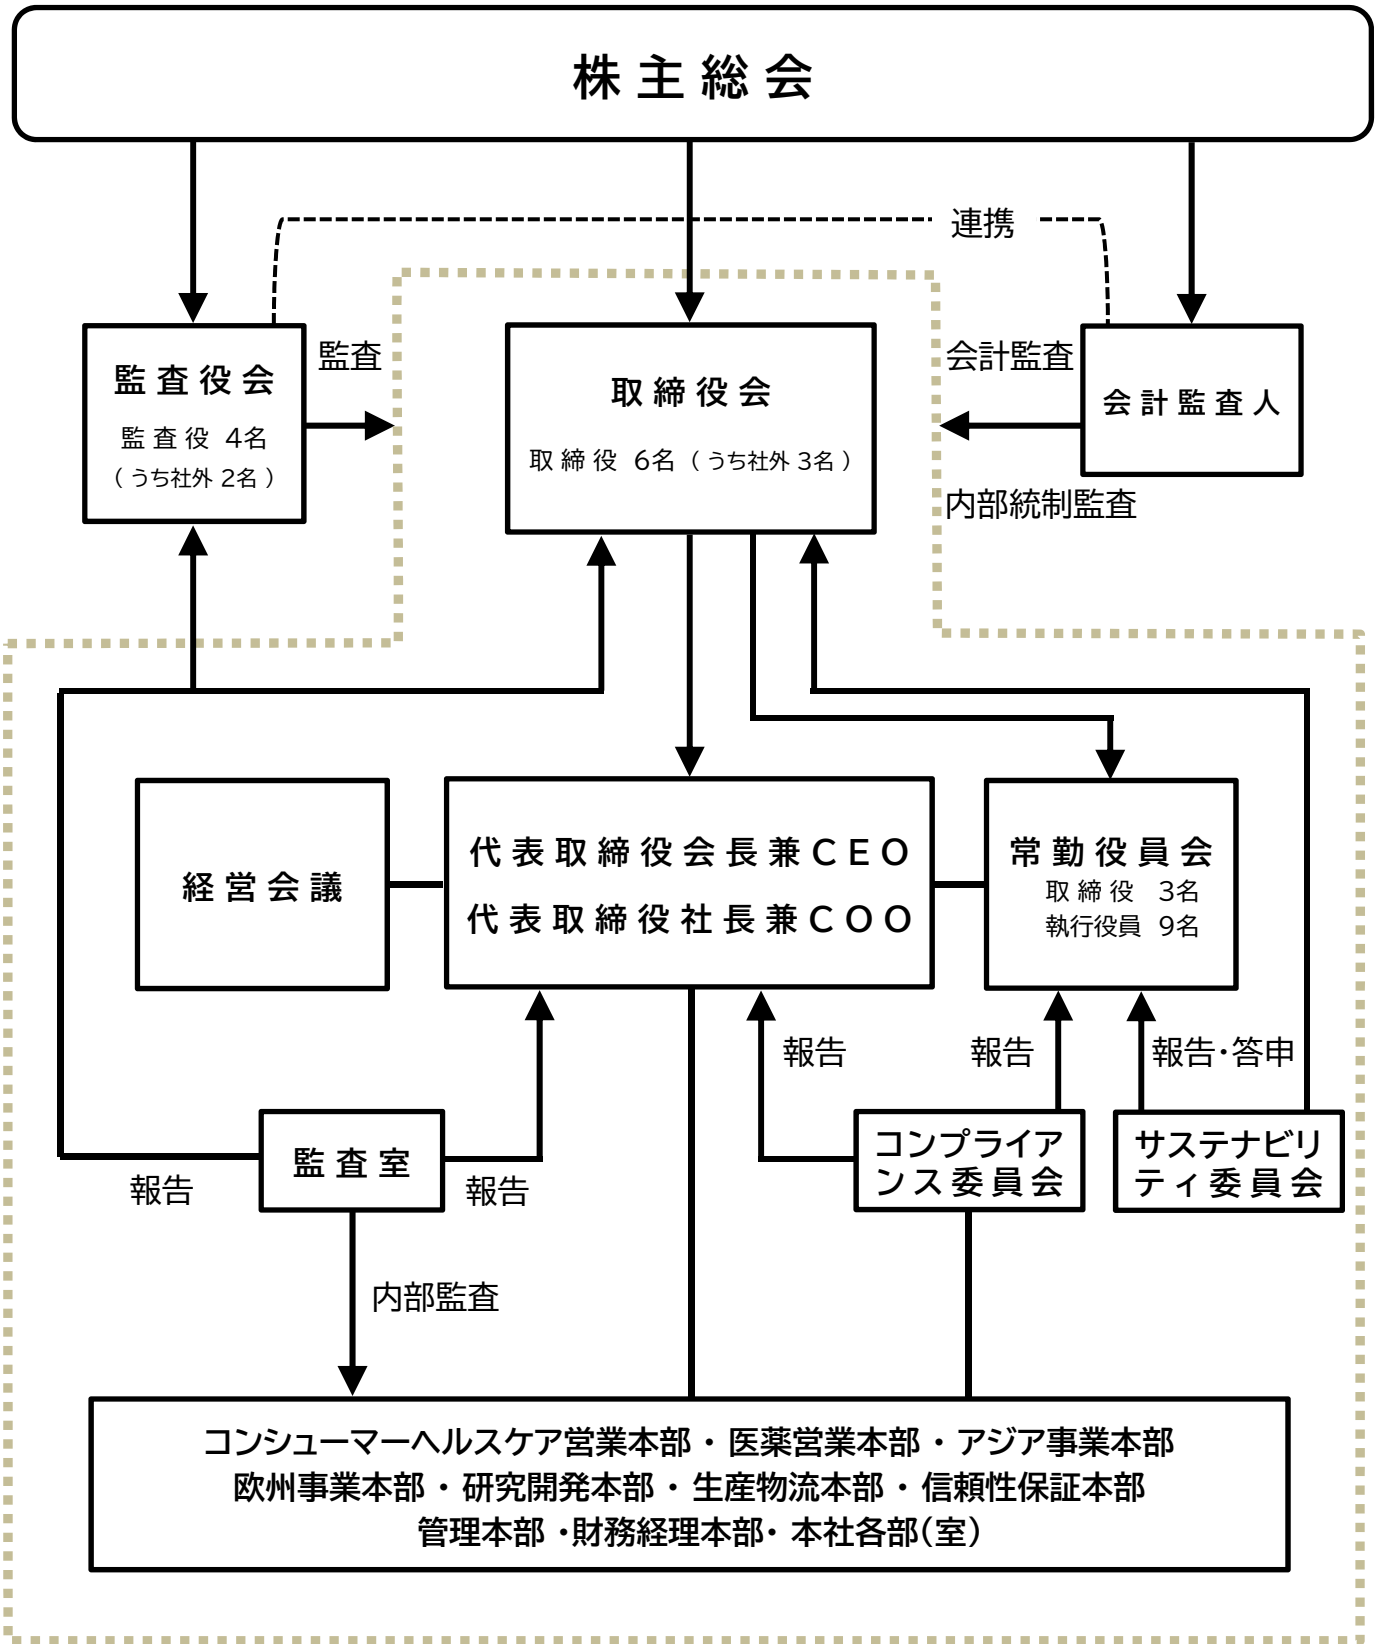 株主総会
連携
監査役会
監査役 4名
（うち社外 2名）
監査
取締役会
取締役 6名（うち社外 3名）
会計監査
会計監査人
内部統制監査
経営会議
代表取締役会長兼CEO
代表取締役社長兼COO
常勤役員会
取締役 3名
執行役員 9名
報告
報告
報告・答申
監査室
報告
報告
コンプライア
ンス委員会
サステナビリ
ティ委員会
内部監査
コンシューマーヘルスケア営業本部・医薬営業本部・アジア事業本部
欧州事業本部・研究開発本部・生産物流本部・信頼性保証本部
管理本部・財務経理本部・本社各部（室）